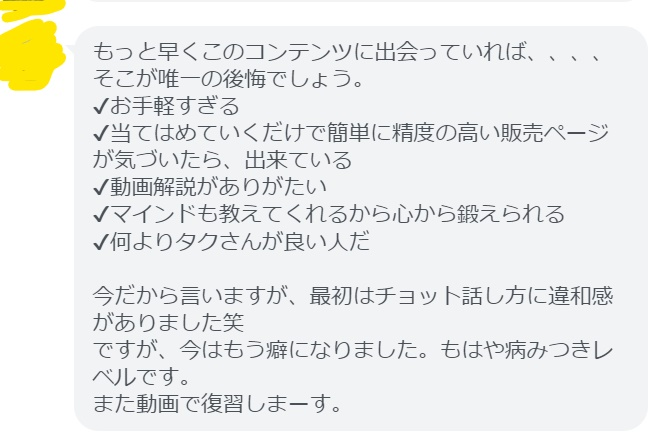 もっと早くこのコンテンツに出会っていれば、、、、
そこが唯一の後悔でしょう。
✓お手軽すぎる
✓当てはめていくだけで簡単に精度の高い販売ページ
が気づいたら、出来ている
✓動画解説がありがたい
✓マインドも教えてくれるから心から鍛えられる
✓何よりタクさんが良い人だ
今だから言いますが、最初はチョット話し方に違和感
がありました笑
ですが、今はもう癖になりました。もはや病みつきレ
ベルです。
また動画で復習しまーす。